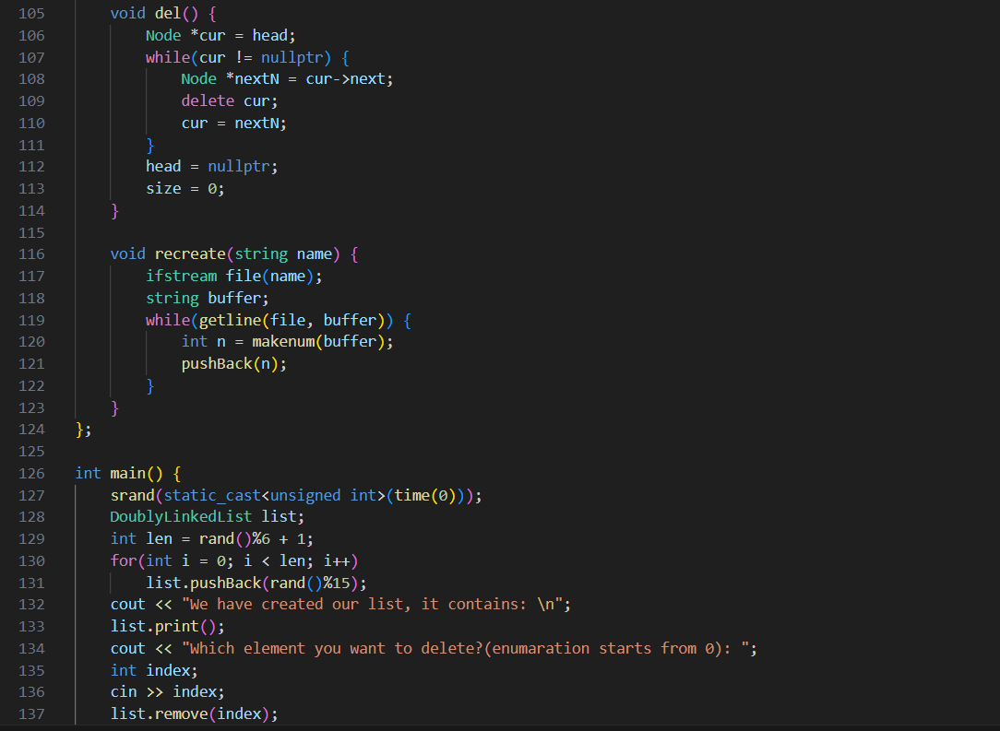 105 void del() {
106 Node *cur = head;
107 while(cur != nullptr) {
108 Node *nextN = cur->next;
109 delete cur;
110 cur = nextN;
111 }
112 head = nullptr;
113 size = 0;
114 }
115
116 void recreate(string name) {
117 ifstream file(name);
118 string buffer;
119 while(getline(file, buffer)) {
120 int n = makenum(buffer);
121 pushBack(n);
122 }
123 }
124 };
125
126 int main() {
127 srand(static_cast<unsigned int>(time(0)));
128 DoublyLinkedList list;
129 int len = rand()%6 + 1;
130 for(int i = 0; i < len; i++)
131 list.pushBack(rand()%15);
132 cout << "We have created our list, it contains: \n";
133 list.print();
134 cout << "Which element you want to delete?(enumaration starts from 0): ";
135 int index;
136 cin >> index;
137 list.remove(index);